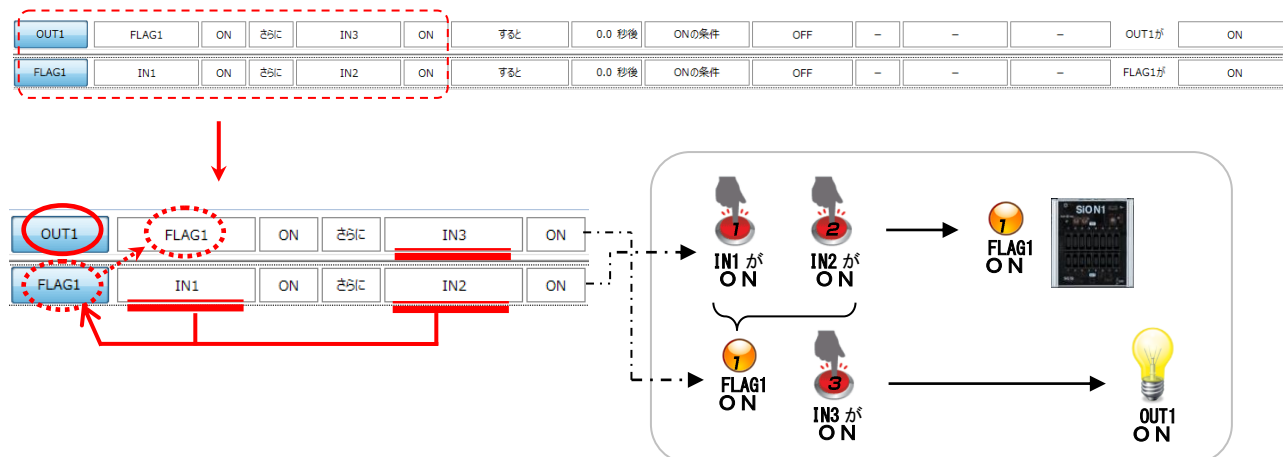 OUT1 FLAG1 ON さらに IN3 ON すると 0.0 秒後 ONの条件 OFF − − − OUT1が ON
FLAG1 IN1 ON さらに IN2 ON すると 0.0 秒後 ONの条件 OFF − − − FLAG1が ON
OUT1 FLAG1 ON さらに IN3 ON
FLAG1 IN1 ON さらに IN2 ON
1 2 1 SiON1
IN1 が IN2 が FLAG1
ON ON ON
1 3
FLAG1 IN3 が OUT1
ON ON ON